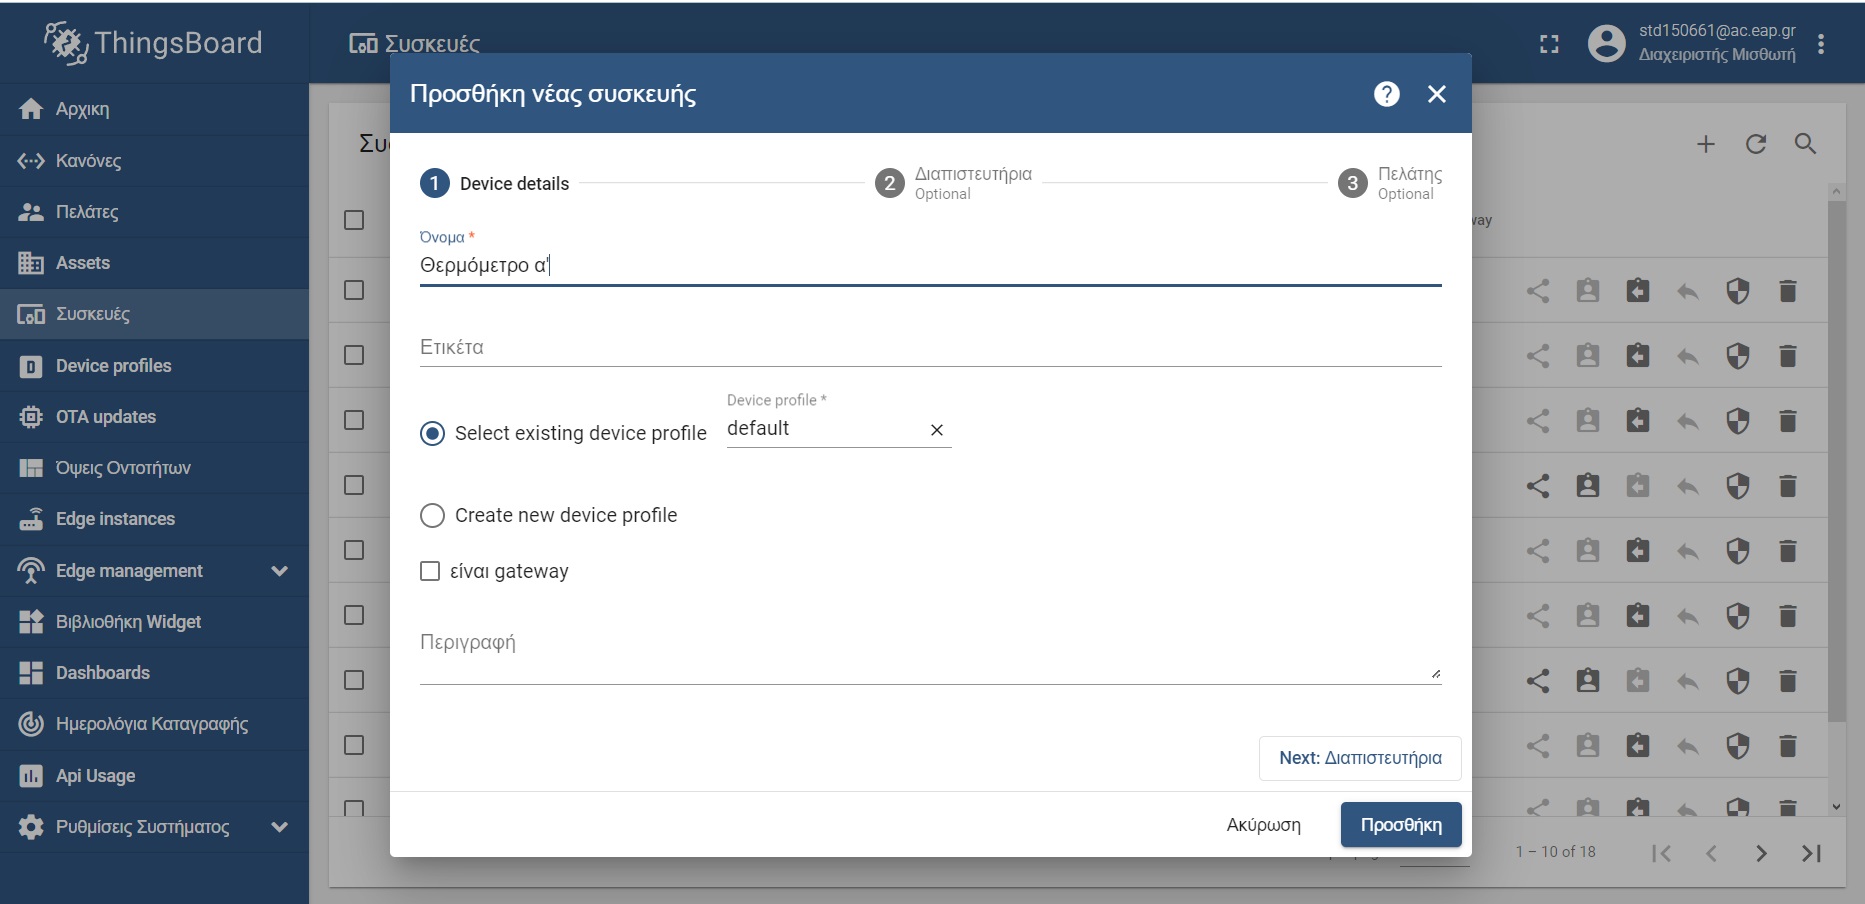 ThingsBoard
Συσκευές
std150661@ac.eap.gr
Διαχειριστής Μισθωτή
Αρχικη
Κανόνες
Πελάτες
Assets
Συσκευές
Device profiles
OTA updates
Όψεις Οντοτήτων
Edge instances
Edge management
Βιβλιοθήκη Widget
Dashboards
Ημερολόγια Καταγραφής
Api Usage
Ρυθμίσεις Συστήματος
Προσθήκη νέας συσκευής
1 Device details
2 Διαπιστευτήρια
Optional
3 Πελάτης
Optional
Όνομα *
Θερμόμετρο α'
Ετικέτα
Device profile *
Select existing device profile
default
Create new device profile
είναι gateway
Περιγραφή
Next: Διαπιστευτήρια
Ακύρωση
Προσθήκη
1 – 10 of 18